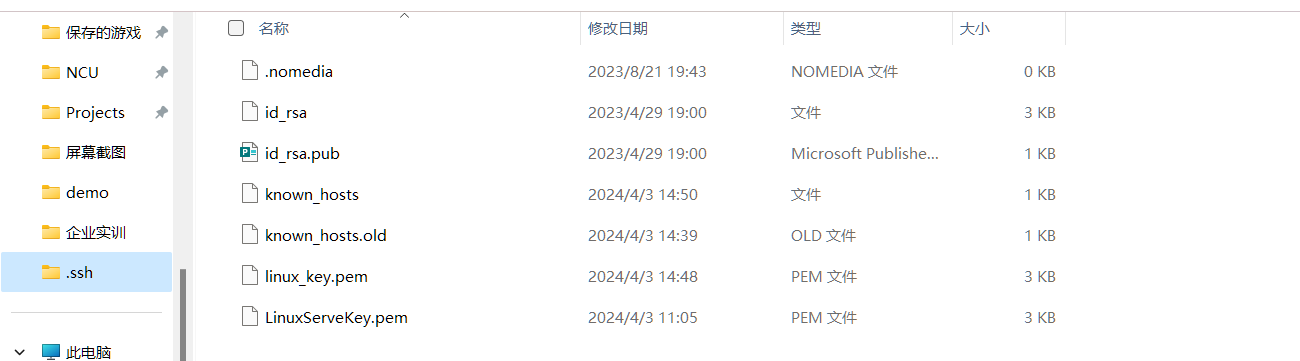 保存的游戏
NCU
Projects
屏幕截图
demo
企业实训
.ssh
此电脑
名称 修改日期 类型 大小
.nomedia 2023/8/21 19:43 NOMEDIA 文件 0 KB
id_rsa 2023/4/29 19:00 文件 3 KB
id_rsa.pub 2023/4/29 19:00 Microsoft Publishe... 1 KB
known_hosts 2024/4/3 14:50 文件 1 KB
known_hosts.old 2024/4/3 14:39 OLD 文件 1 KB
linux_key.pem 2024/4/3 14:48 PEM 文件 3 KB
LinuxServeKey.pem 2024/4/3 11:05 PEM 文件 3 KB